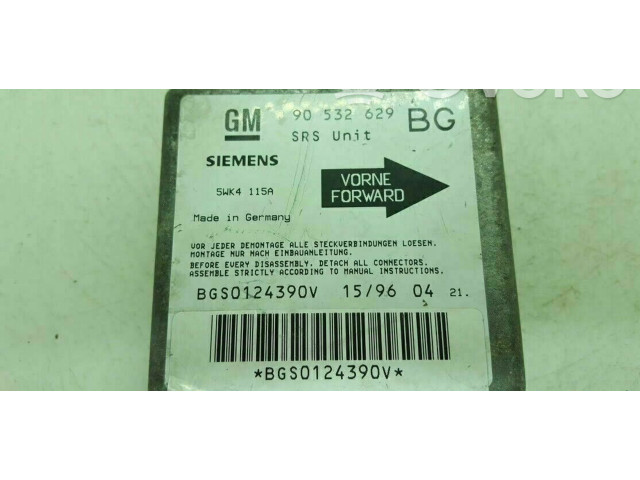 GM 90 532 629 BG
SRS Unit
SIEMENS
VORNE
FORWARD
5WK4 115A
Made in Germany
VOR JEDER DEMONTAGE ALLE STECKVERBINDUNGEN LOESEN.
MONTAGE NUR NACH EINBAUANLEITUNG.
BEFORE EVERY DISASSEMBLY, DETACH ALL CONNECTORS.
ASSEMBLE STRICTLY ACCORDING TO MANUAL INSTRUCTIONS.
BGS0124390V 15/96 04 21.
*BGS0124390V*